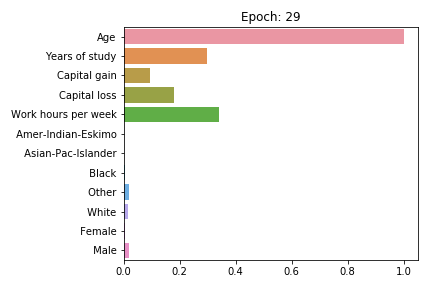 Epoch: 29
Age
Years of study
Capital gain
Capital loss
Work hours per week
Amer-Indian-Eskimo
Asian-Pac-Islander
Black
Other
White
Female
Male
0.0 0.2 0.4 0.6 0.8 1.0